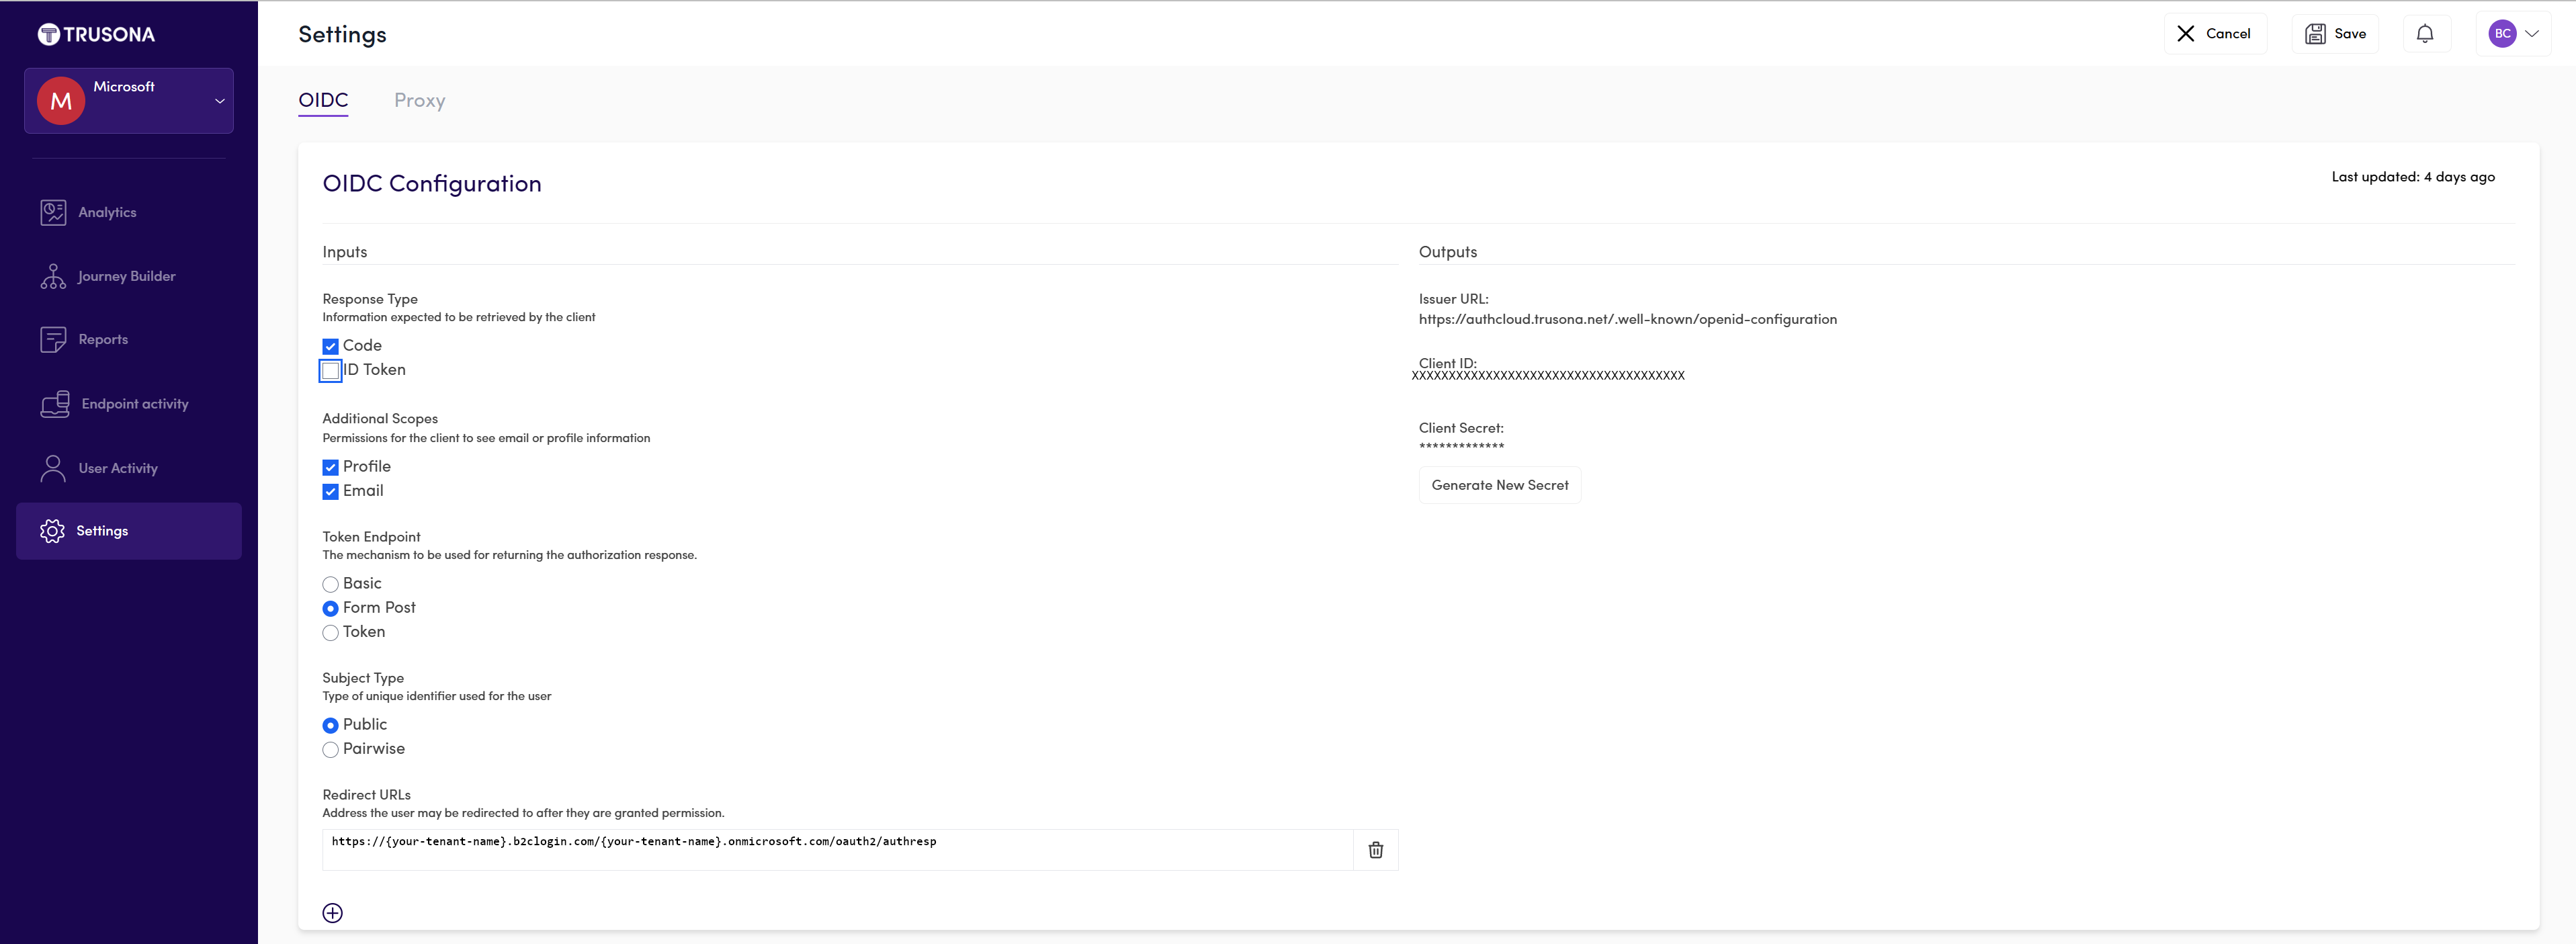 TRUSONA
M
Microsoft
Analytics
Journey Builder
Reports
Endpoint activity
User Activity
Settings
Settings
Cancel
Save
BC
OIDC
Proxy
OIDC Configuration
Last updated: 4 days ago
Inputs
Response Type
Information expected to be retrieved by the client
Code
ID Token
Additional Scopes
Permissions for the client to see email or profile information
Profile
Email
Token Endpoint
The mechanism to be used for returning the authorization response.
Basic
Form Post
Token
Subject Type
Type of unique identifier used for the user
Public
Pairwise
Redirect URLs
Address the user may be redirected to after they are granted permission.
https://{your-tenant-name}.b2clogin.com/{your-tenant-name}.onmicrosoft.com/oauth2/authresp
Outputs
Issuer URL:
https://authcloud.trusona.net/.well-known/openid-configuration
Client ID:
XXXXXXXXXXXXXXXXXXXXXXXXXXXXXXXXXXXXX
Client Secret:
*************
Generate New Secret